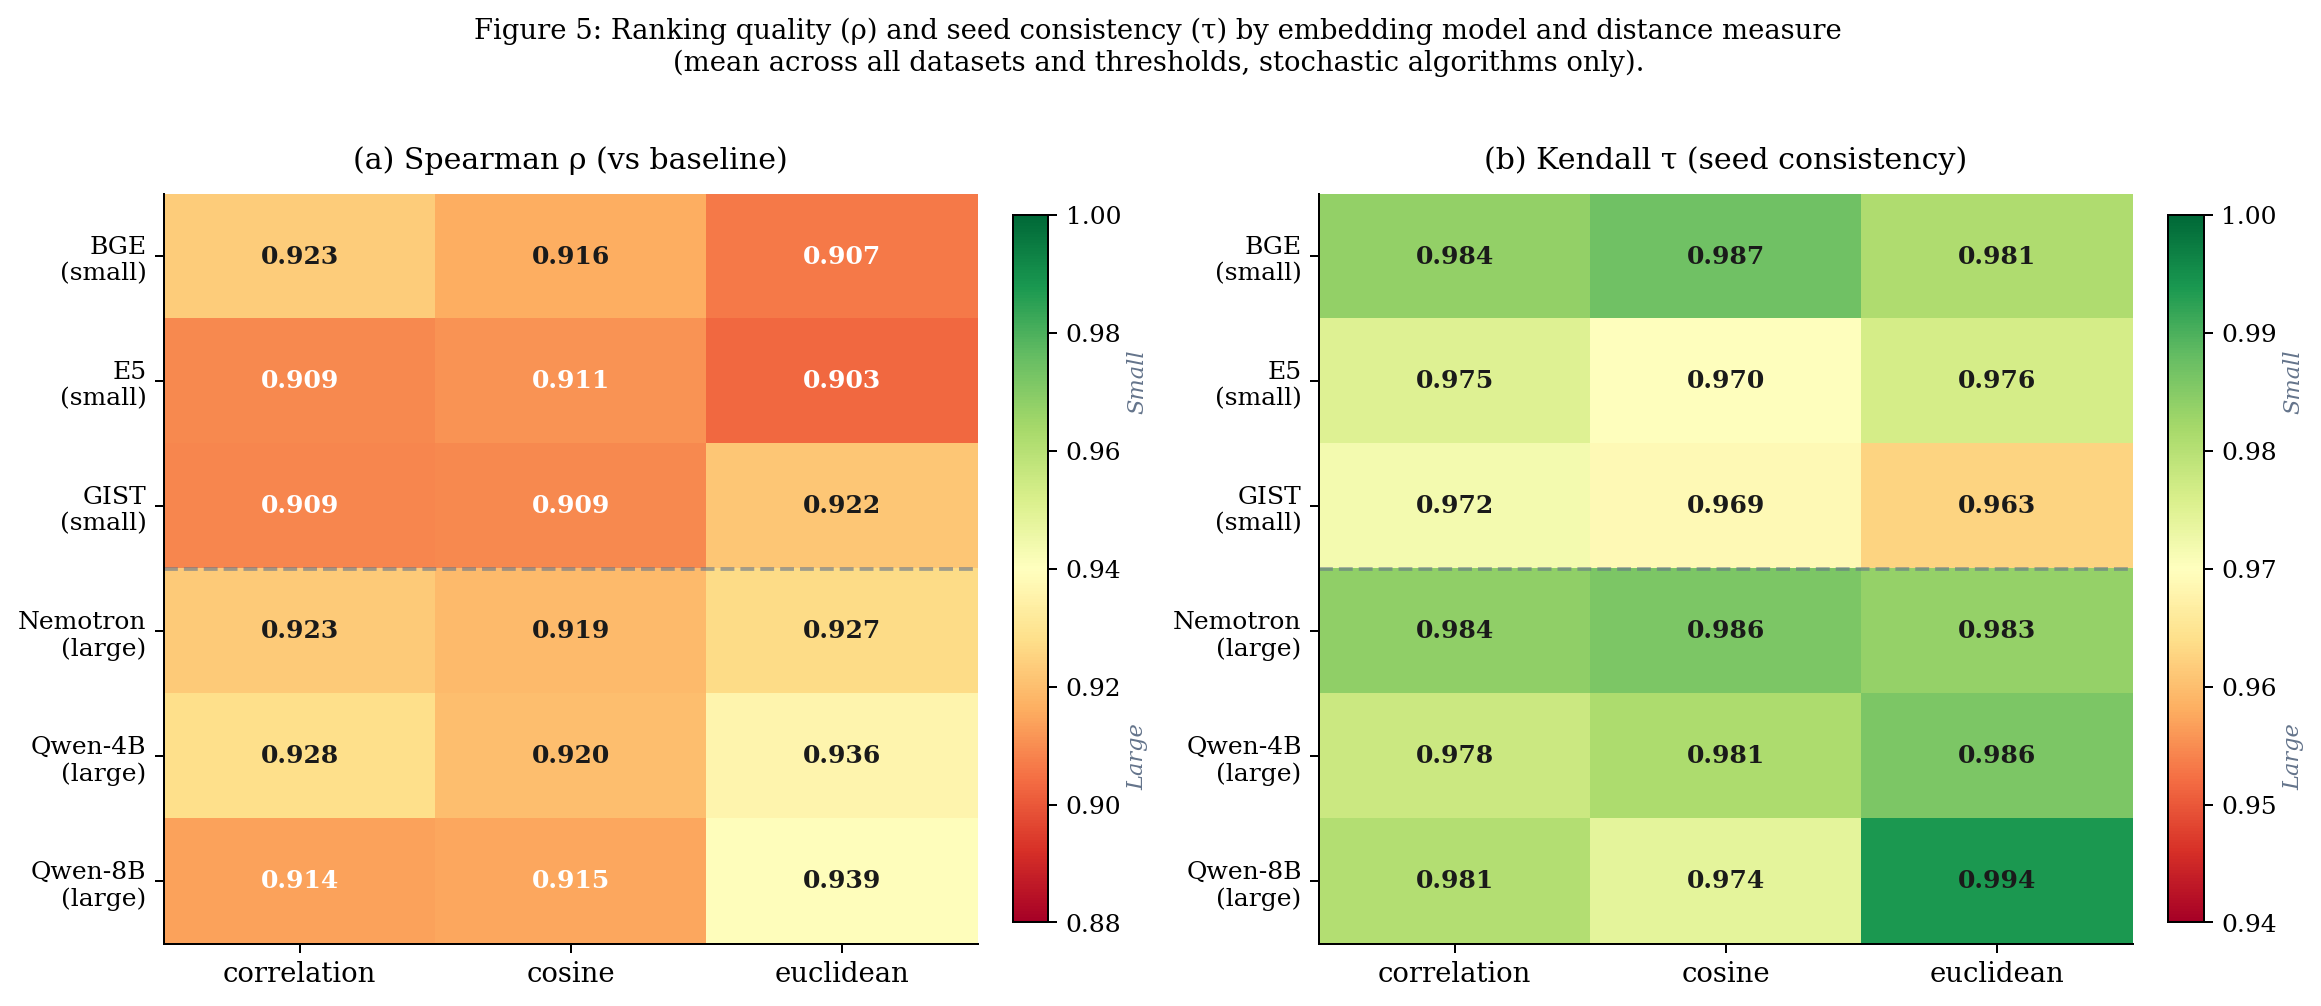 Figure 5: Ranking quality (ρ) and seed consistency (τ) by embedding model and distance measure
(mean across all datasets and thresholds, stochastic algorithms only).
(a) Spearman ρ (vs baseline)
BGE
(small)
0.923 0.916 0.907
E5
(small)
0.909 0.911 0.903
GIST
(small)
0.909 0.909 0.922
Nemotron
(large)
0.923 0.919 0.927
Qwen-4B
(large)
0.928 0.920 0.936
Qwen-8B
(large)
0.914 0.915 0.939
correlation cosine euclidean
1.00
0.98
0.96
0.94
0.92
0.90
0.88
Small
Large
(b) Kendall τ (seed consistency)
BGE
(small)
0.984 0.987 0.981
E5
(small)
0.975 0.970 0.976
GIST
(small)
0.972 0.969 0.963
Nemotron
(large)
0.984 0.986 0.983
Qwen-4B
(large)
0.978 0.981 0.986
Qwen-8B
(large)
0.981 0.974 0.994
correlation cosine euclidean
1.00
0.99
0.98
0.97
0.96
0.95
0.94
Small
Large